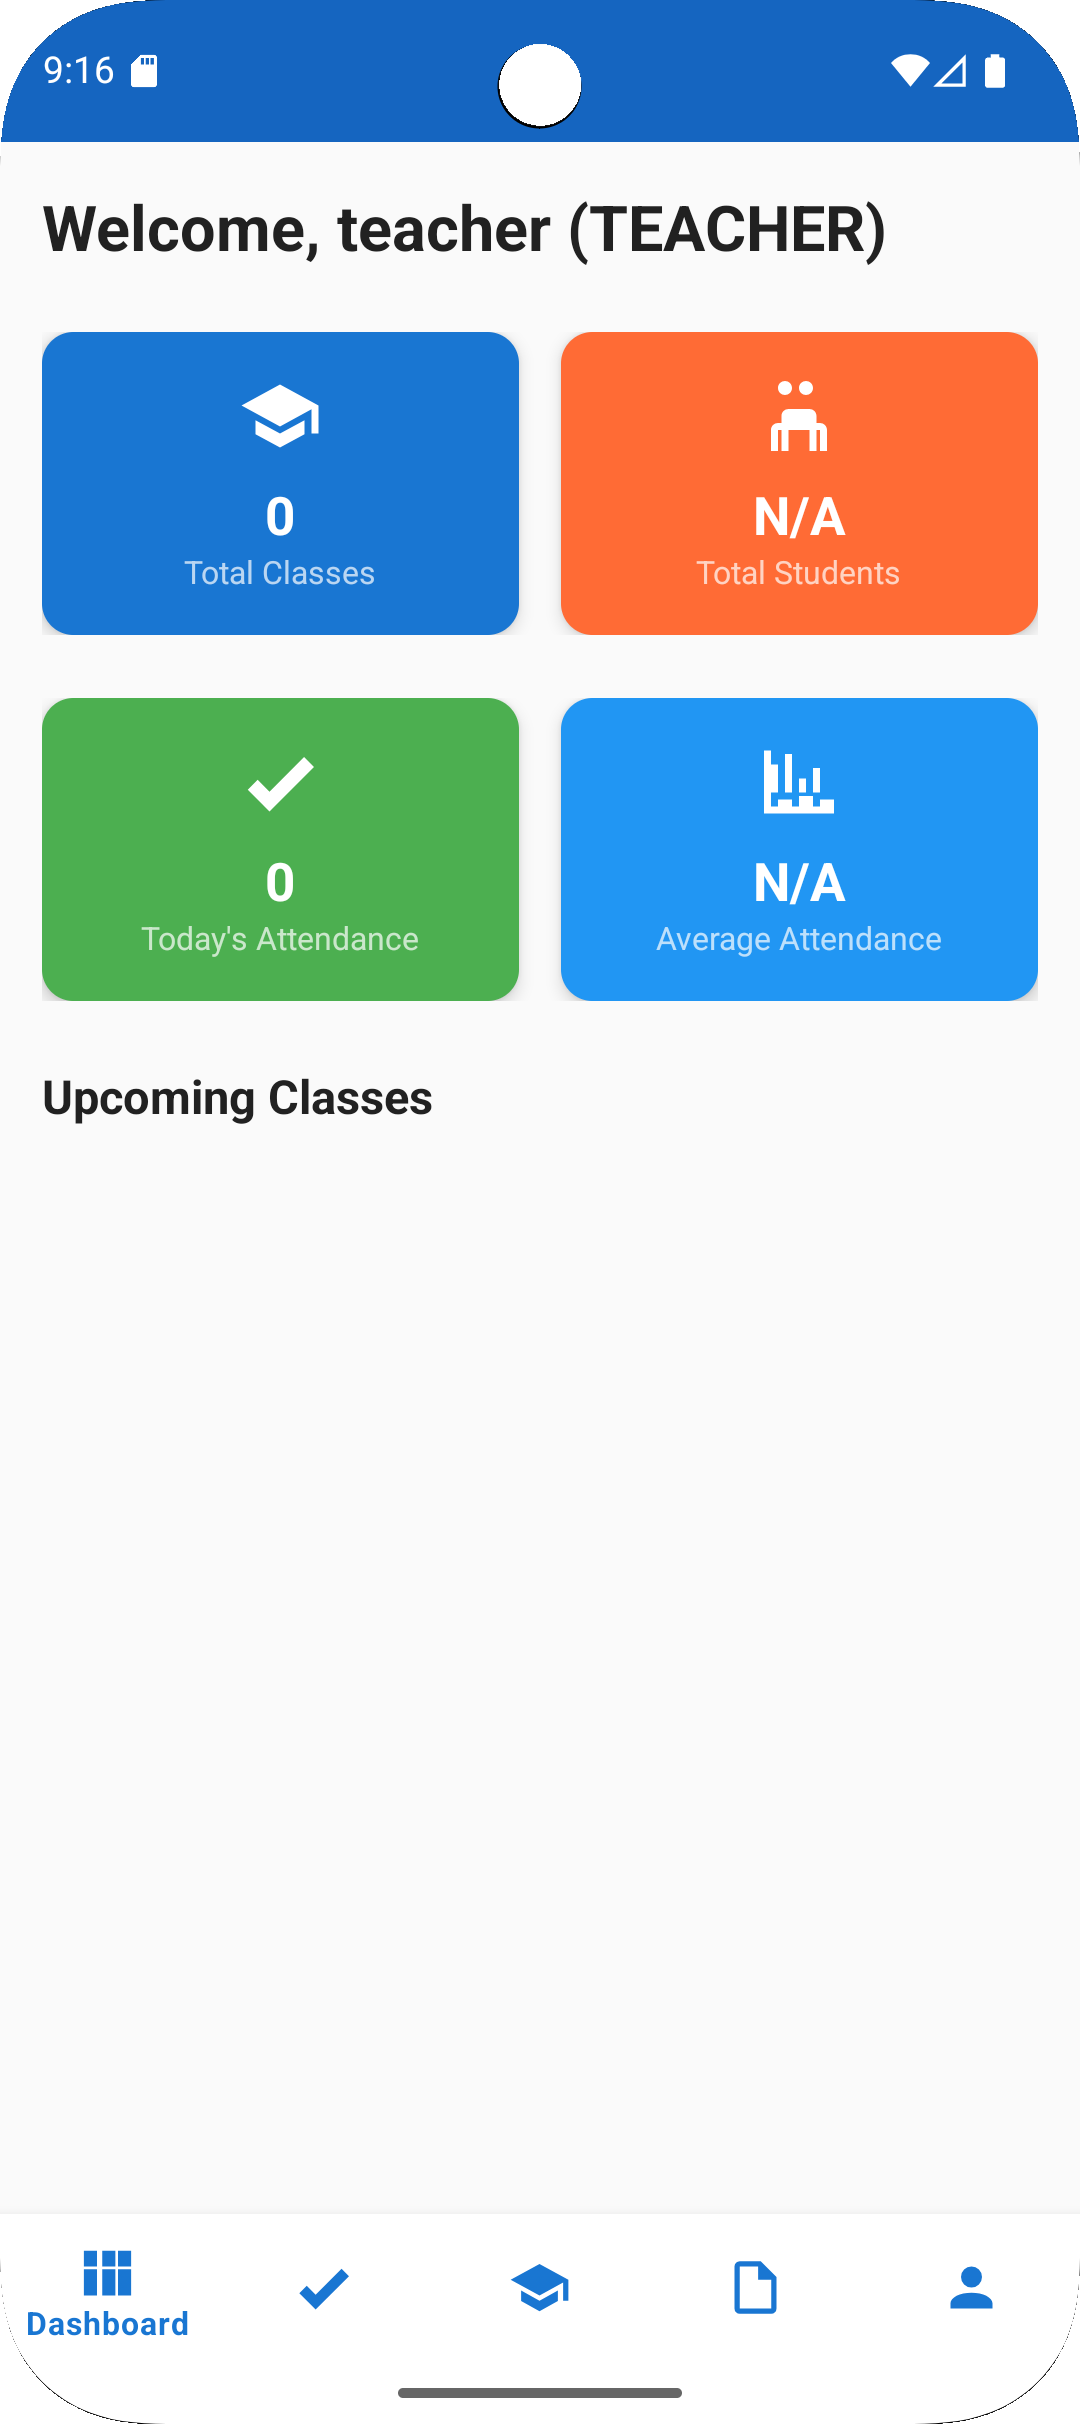 9:16
Welcome, teacher (TEACHER)
0
Total Classes
N/A
Total Students
0
Today's Attendance
N/A
Average Attendance
Upcoming Classes
Dashboard